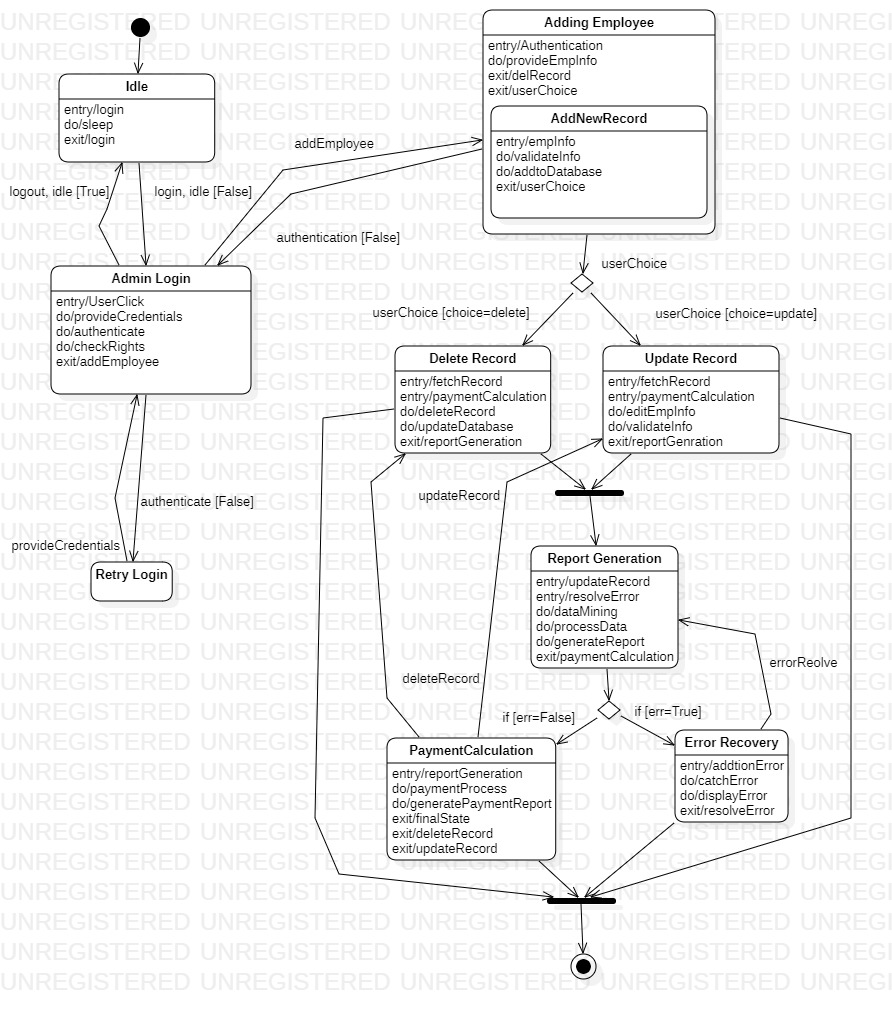 Adding Employee
entry/Authentication
do/provideEmpInfo
exit/delRecord
exit/userChoice
AddNewRecord
entry/empInfo
do/validateInfo
do/addtoDatabase
exit/userChoice
Idle
entry/login
do/sleep
exit/login
addEmployee
logout, idle [True]
login, idle [False]
authentication [False]
userChoice
Admin Login
entry/UserClick
do/provideCredentials
do/authenticate
do/checkRights
exit/addEmployee
userChoice [choice=delete]
userChoice [choice=update]
Delete Record
entry/fetchRecord
entry/paymentCalculation
do/deleteRecord
do/updateDatabase
exit/reportGeneration
Update Record
entry/fetchRecord
entry/paymentCalculation
do/editEmpInfo
do/validateInfo
exit/reportGenration
authenticate [False]
updateRecord
provideCredentials
Retry Login
Report Generation
entry/updateRecord
entry/resolveError
do/dataMining
do/processData
do/generateReport
exit/paymentCalculation
errorReolve
deleteRecord
if [err=False]
if [err=True]
PaymentCalculation
entry/reportGeneration
do/paymentProcess
do/generatePaymentReport
exit/finalState
exit/deleteRecord
exit/updateRecord
Error Recovery
entry/addtionError
do/catchError
do/displayError
exit/resolveError
UNREGISTERED